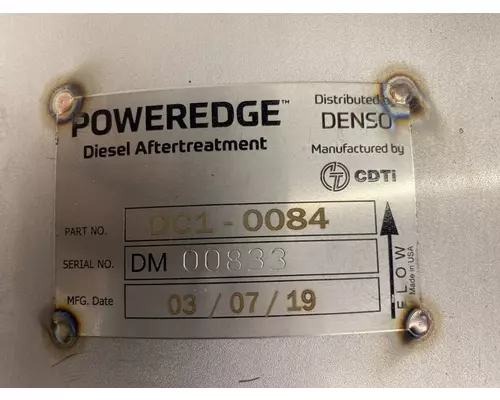 POWEREDGE™
Diesel Aftertreatment
Distributed by
DENSO
Manufactured by
CDTi
PART NO. DC1-0084
SERIAL NO. DM 00833
MFG. Date 03 / 07 / 19
FLOW
Made in USA